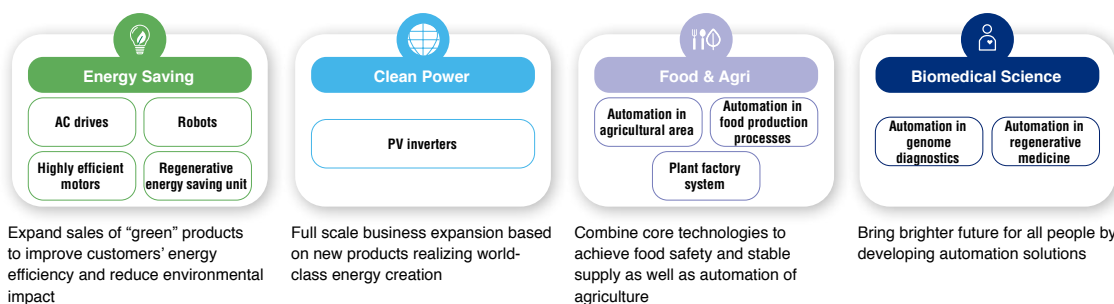 Energy Saving
AC drives
Robots
Highly efficient
motors
Regenerative
energy saving unit
Expand sales of “green” products
to improve customers’ energy
efficiency and reduce environmental
impact
Clean Power
PV inverters
Full scale business expansion based
on new products realizing world-
class energy creation
Food & Agri
Automation in
agricultural area
Automation in
food production
processes
Plant factory
system
Combine core technologies to
achieve food safety and stable
supply as well as automation of
agriculture
Biomedical Science
Automation in
genome
diagnostics
Automation in
regenerative
medicine
Bring brighter future for all people by
developing automation solutions